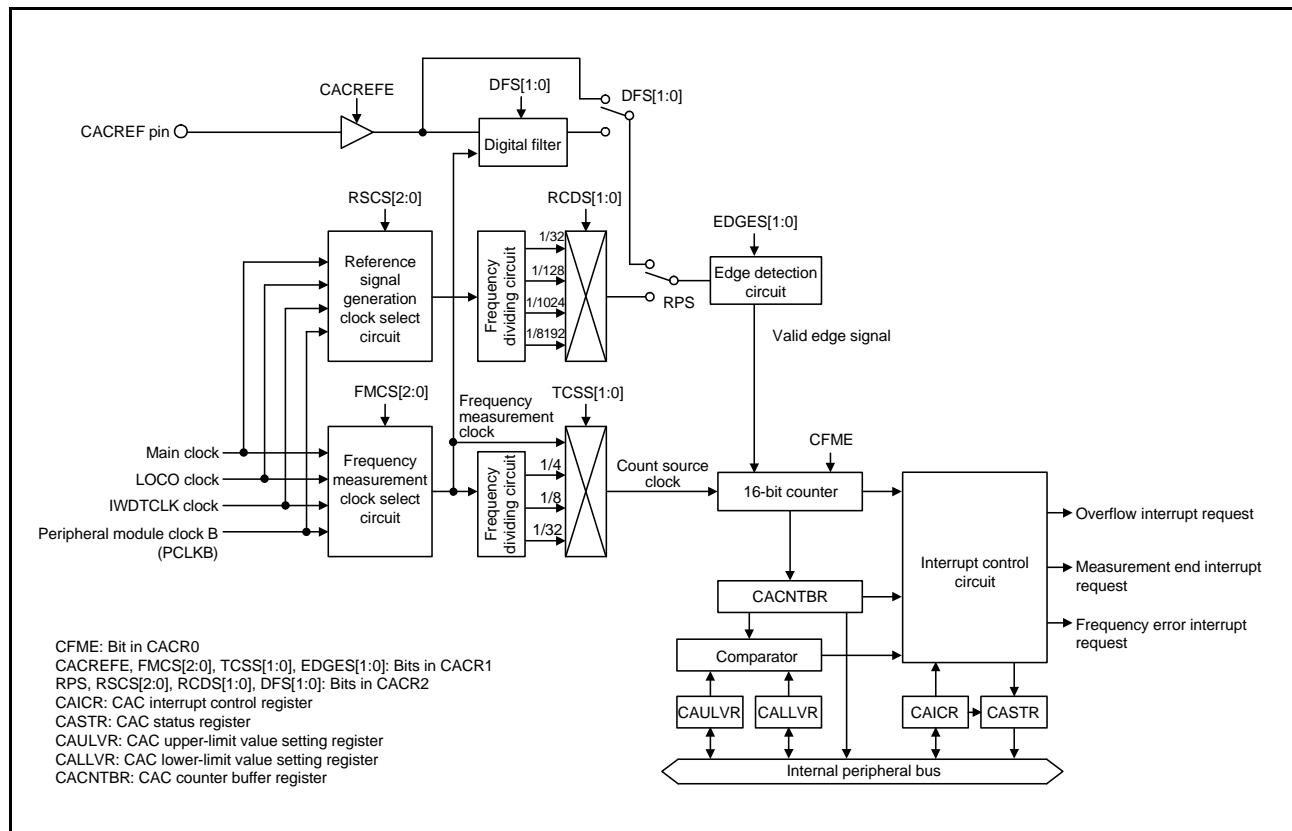 CACREFE
DFS[1:0]
DFS[1:0]
CACREF pin
Digital filter
RSCS[2:0]
RCDS[1:0]
EDGES[1:0]
Reference
signal
generation
clock select
circuit
Frequency
dividing circuit
1/32
1/128
1/1024
1/8192
RPS
Edge detection
circuit
Valid edge signal
FMCS[2:0]
Frequency
measurement
clock
TCSS[1:0]
CFME
Main clock
LOCO clock
IWDTCLK clock
Peripheral module clock B
(PCLKB)
Frequency
measurement
clock select
circuit
Frequency
dividing circuit
1/4
1/8
1/32
Count source
clock
16-bit counter
Interrupt control
circuit
Overflow interrupt request
Measurement end interrupt
request
Frequency error interrupt
request
CACNTBR
Comparator
CAULVR
CALLVR
CAICR
CASTR
Internal peripheral bus
CFME: Bit in CACR0
CACREFE, FMCS[2:0], TCSS[1:0], EDGES[1:0]: Bits in CACR1
RPS, RSCS[2:0], RCDS[1:0], DFS[1:0]: Bits in CACR2
CAICR: CAC interrupt control register
CASTR: CAC status register
CAULVR: CAC upper-limit value setting register
CALLVR: CAC lower-limit value setting register
CACNTBR: CAC counter buffer register